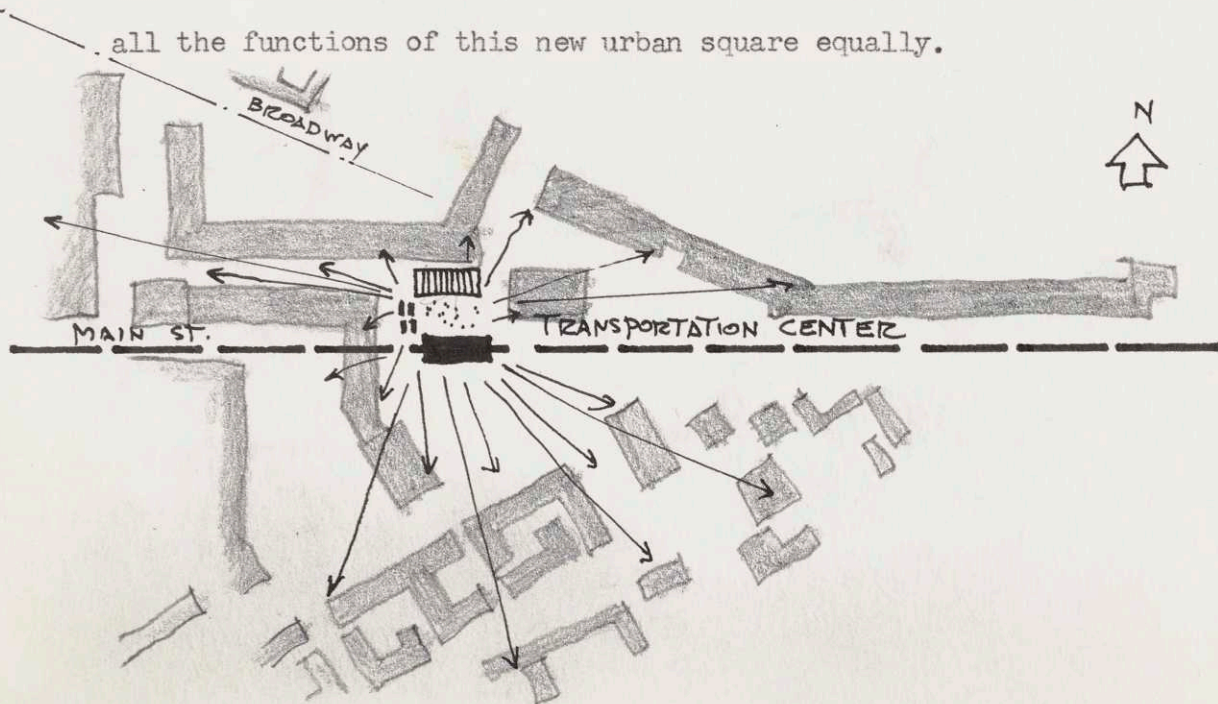 all the functions of this new urban square equally.
BROADWAY
N
MAIN ST.
TRANSPORTATION CENTER